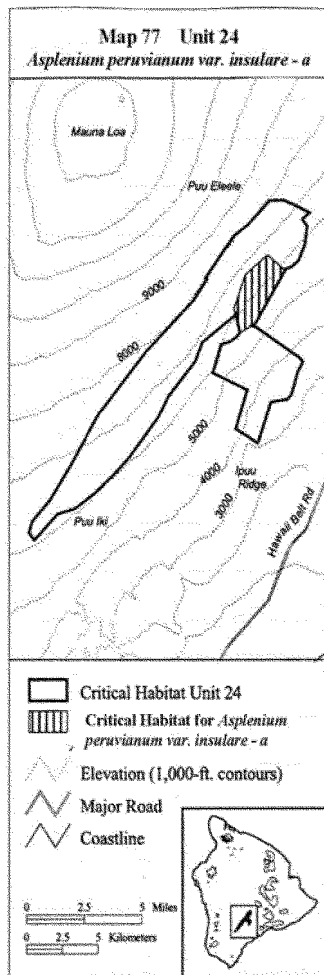 Map 77 Unit 24
Asplenium peruvianum var. insulare - a
Mauna Loa
Puu Eleele
9000
8000
5000
4000
Ipuu
Ridge
3000
Puu Iki
Hawaii Belt Rd
Critical Habitat Unit 24
Critical Habitat for Asplenium
peruvianum var. insulare - a
Elevation (1,000-ft. contours)
Major Road
Coastline
0 2.5 5 Miles
0 2.5 5 Kilometers